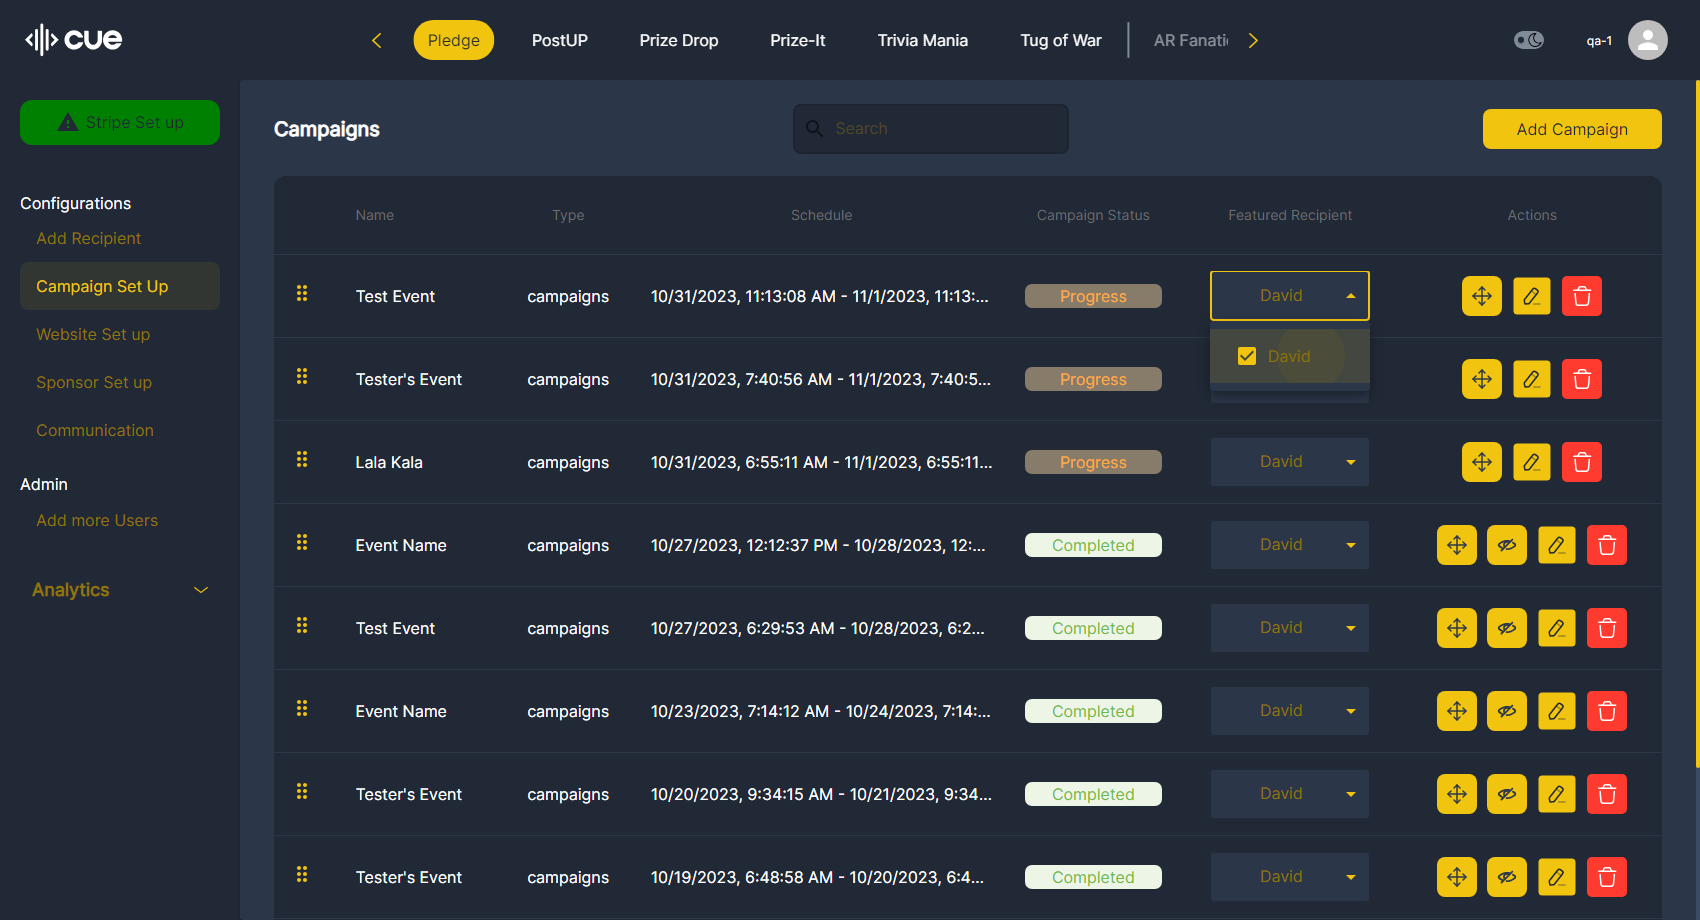 cue
Pledge
PostUP
Prize Drop
Prize-It
Trivia Mania
Tug of War
AR Fanati
qa-1
Stripe Set up
Configurations
Add Recipient
Campaign Set Up
Website Set up
Sponsor Set up
Communication
Admin
Add more Users
Analytics
Campaigns
Search
Add Campaign
Name Type Schedule Campaign Status Featured Recipient Actions
Test Event campaigns 10/31/2023, 11:13:08 AM - 11/1/2023, 11:13:... Progress David
David
Tester's Event campaigns 10/31/2023, 7:40:56 AM - 11/1/2023, 7:40:5... Progress
Lala Kala campaigns 10/31/2023, 6:55:11 AM - 11/1/2023, 6:55:11... Progress David
Event Name campaigns 10/27/2023, 12:12:37 PM - 10/28/2023, 12:... Completed David
Test Event campaigns 10/27/2023, 6:29:53 AM - 10/28/2023, 6:2... Completed David
Event Name campaigns 10/23/2023, 7:14:12 AM - 10/24/2023, 7:14:... Completed David
Tester's Event campaigns 10/20/2023, 9:34:15 AM - 10/21/2023, 9:34... Completed David
Tester's Event campaigns 10/19/2023, 6:48:58 AM - 10/20/2023, 6:4... Completed David